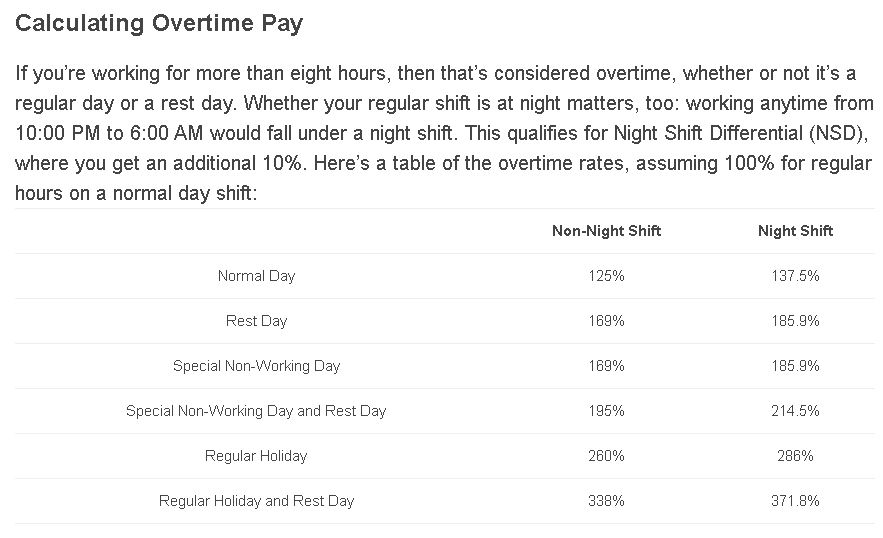 Calculating Overtime Pay
If you’re working for more than eight hours, then that’s considered overtime, whether or not it’s a
regular day or a rest day. Whether your regular shift is at night matters, too: working anytime from
10:00 PM to 6:00 AM would fall under a night shift. This qualifies for Night Shift Differential (NSD),
where you get an additional 10%. Here’s a table of the overtime rates, assuming 100% for regular
hours on a normal day shift:
Non-Night Shift Night Shift
Normal Day 125% 137.5%
Rest Day 169% 185.9%
Special Non-Working Day 169% 185.9%
Special Non-Working Day and Rest Day 195% 214.5%
Regular Holiday 260% 286%
Regular Holiday and Rest Day 338% 371.8%